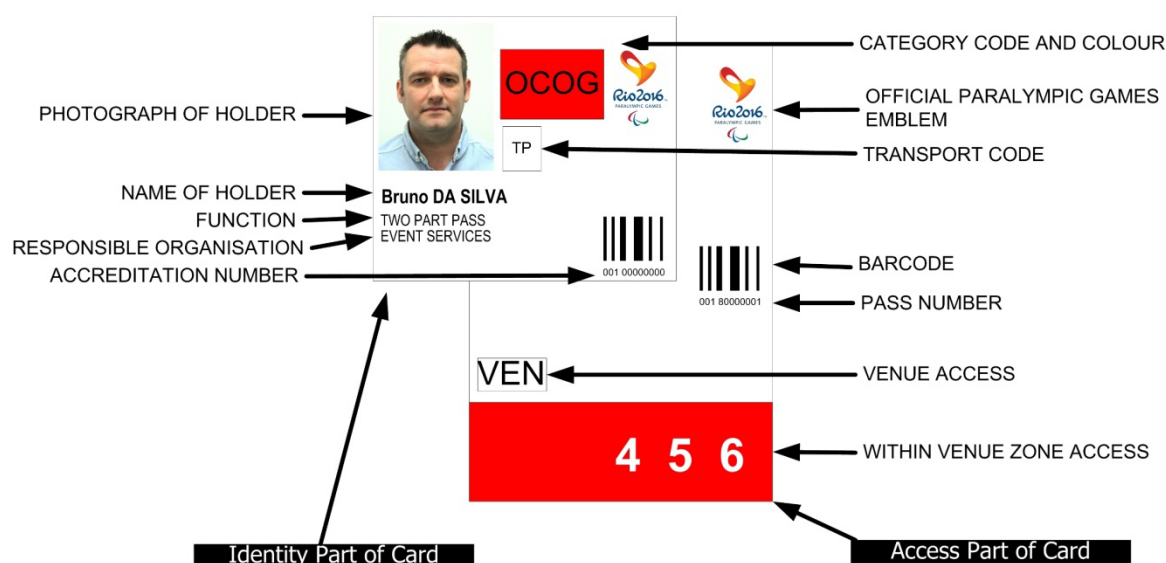 CATEGORY CODE AND COLOUR
OCOG
Rio2016
PARALYMPIC GAMES
Rio2016
PARALYMPIC GAMES
OFFICIAL PARALYMPIC GAMES
EMBLEM
PHOTOGRAPH OF HOLDER
TP
TRANSPORT CODE
NAME OF HOLDER
Bruno DA SILVA
FUNCTION
TWO PART PASS
RESPONSIBLE ORGANISATION
EVENT SERVICES
ACCREDITATION NUMBER
001 00000000
BARCODE
001 80000001
PASS NUMBER
VEN
VENUE ACCESS
4 5 6
WITHIN VENUE ZONE ACCESS
Identity Part of Card
Access Part of Card